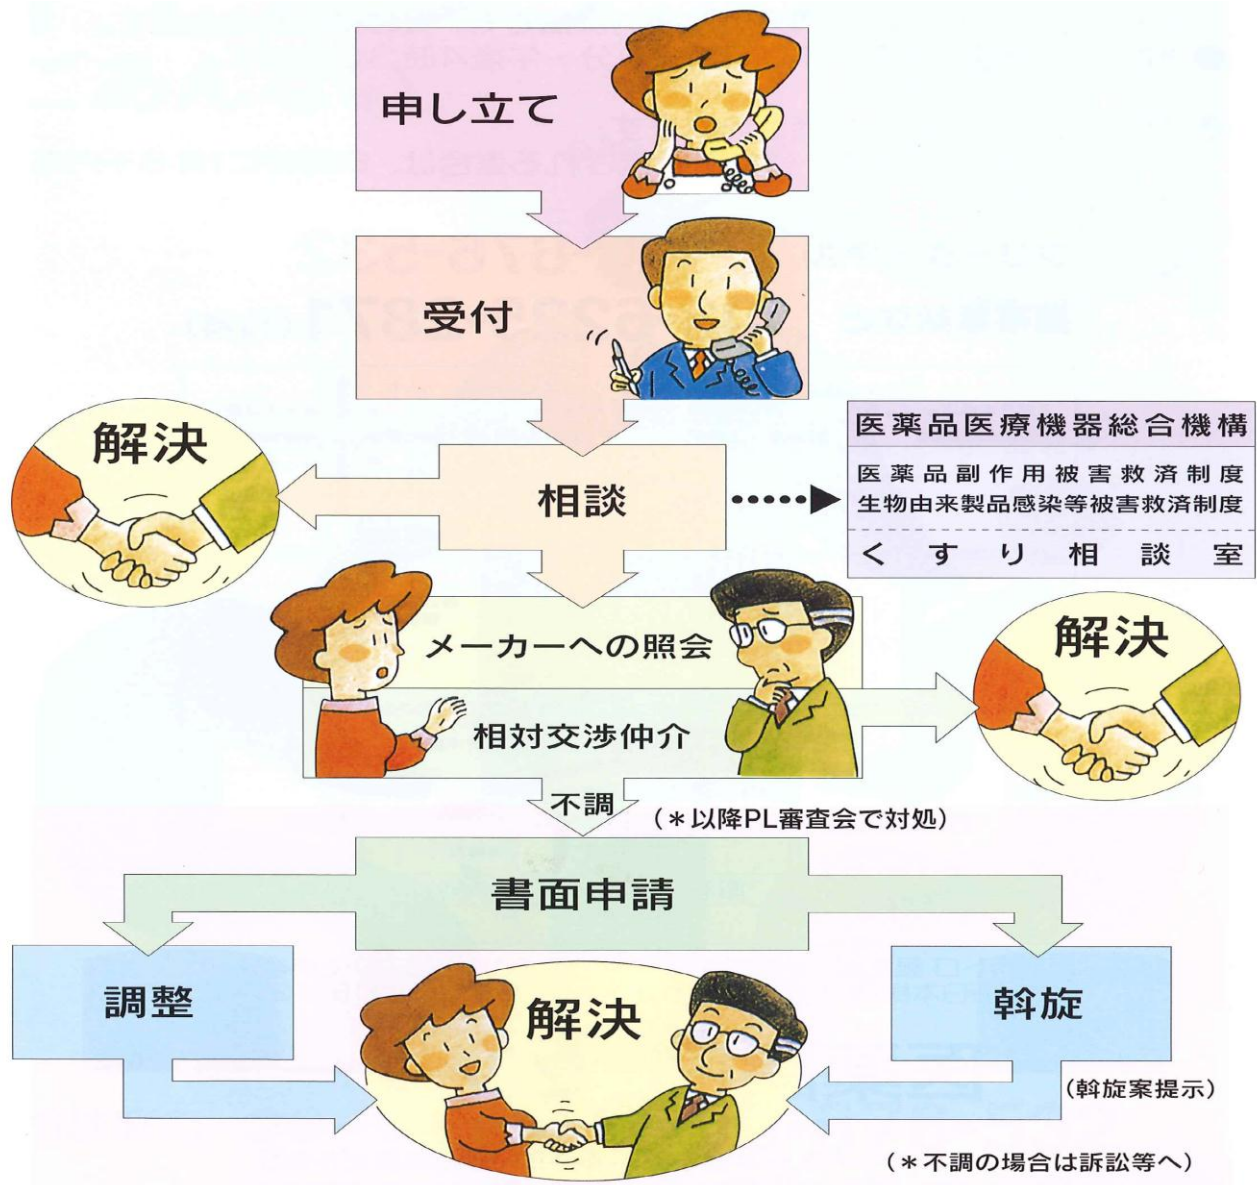 申し立て
受付
解決
相談
医薬品医療機器総合機構
医薬品副作用被害救済制度
生物由来製品感染等被害救済制度
くすり相談室
メーカーへの照会
相対交渉仲介
解決
不調
（＊以降PL審査会で対処）
書面申請
調整
解決
斡旋
（斡旋案提示）
（＊不調の場合は訴訟等へ）